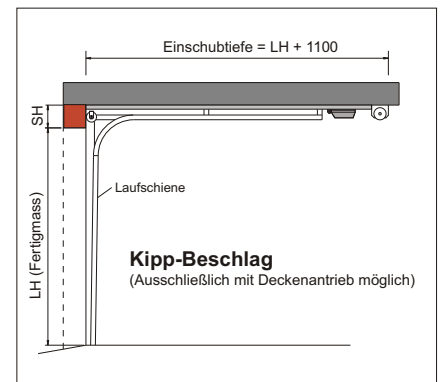 Einschubtiefe = LH + 1100
SH
Laufschiene
LH (Fertigmass)
Kipp-Beschlag
(Ausschließlich mit Deckenantrieb möglich)